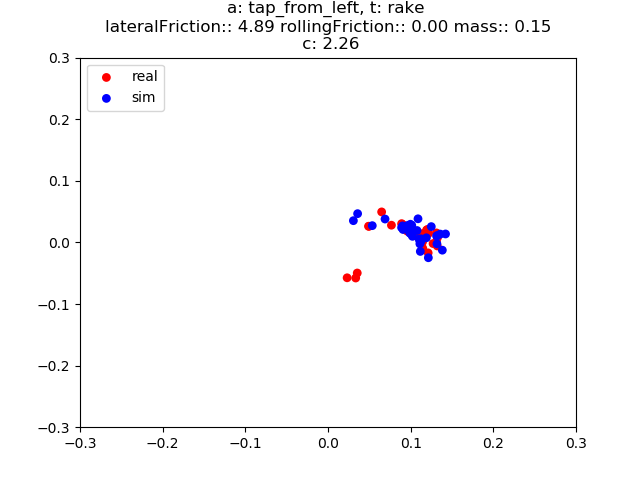 a: tap_from_left, t: rake
lateralFriction:: 4.89 rollingFriction:: 0.00 mass:: 0.15
c: 2.26
real
sim
0.3
0.2
0.1
0.0
−0.1
−0.2
−0.3
−0.3
−0.2
−0.1
0.0
0.1
0.2
0.3